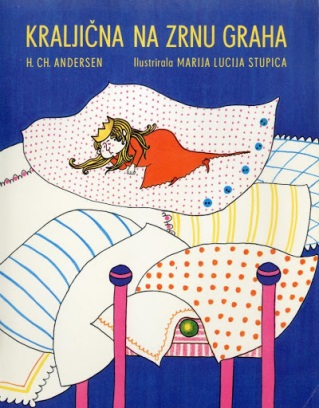 KRALJIČNA NA ZRNU GRAHA
H. CH. ANDERSEN Ilustrirala MARIJA LUCIJA STUPICA